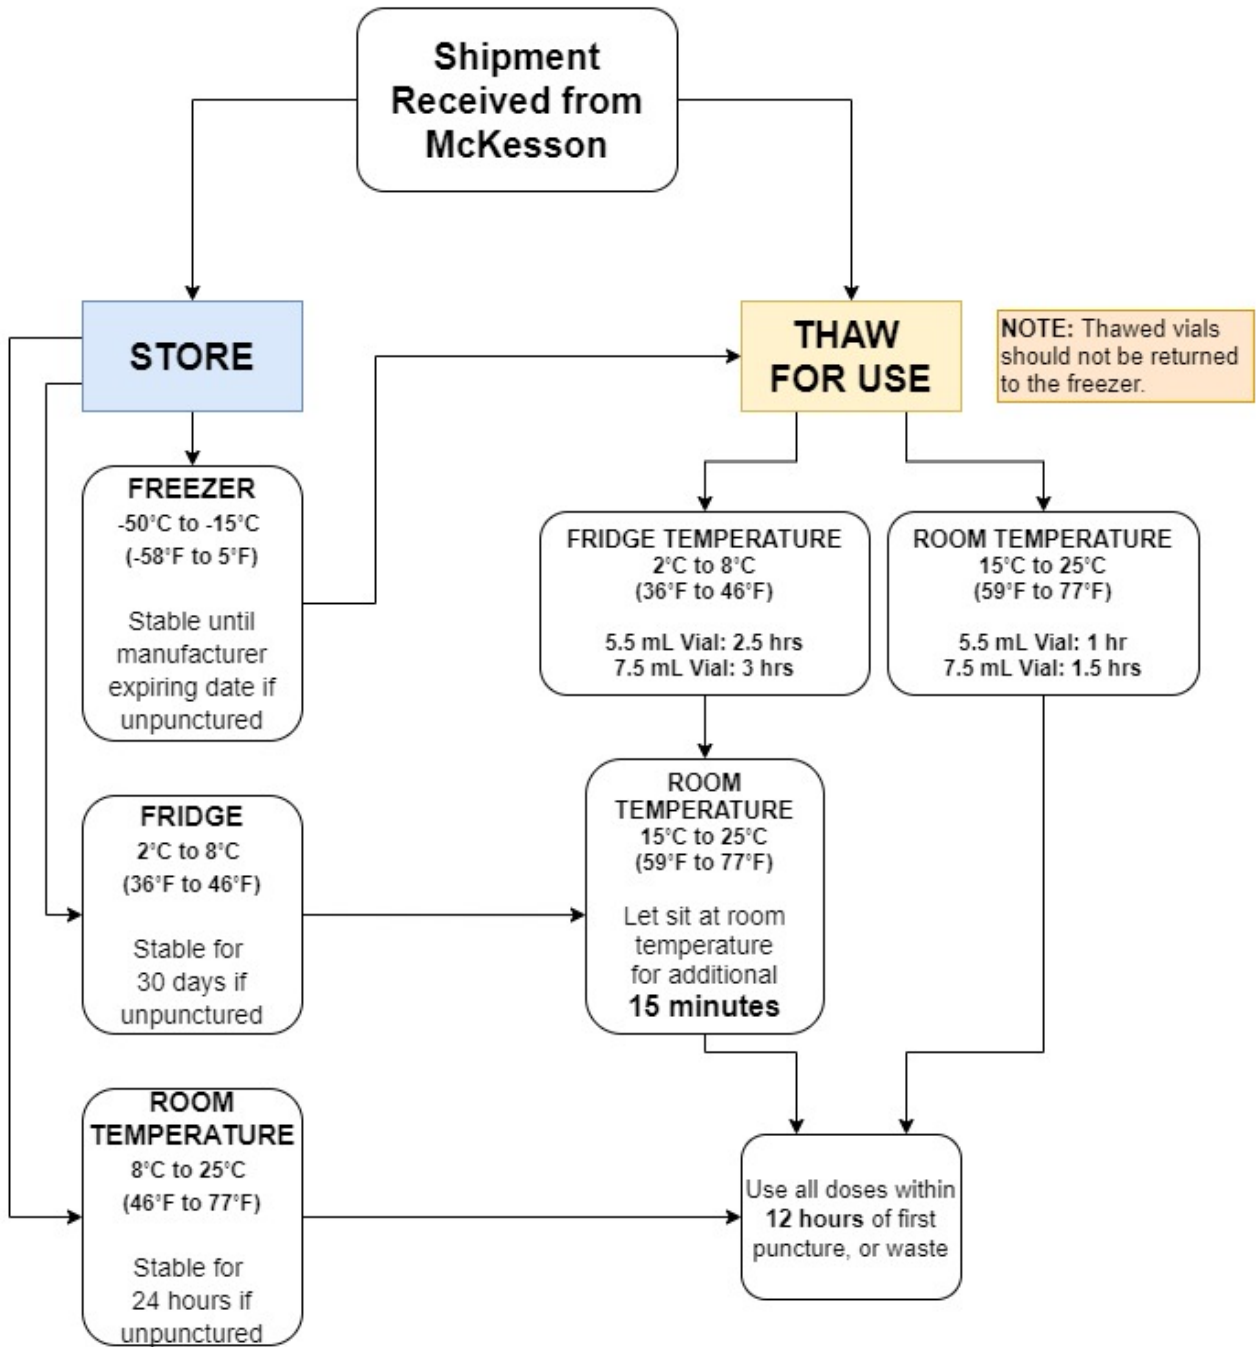 Shipment
Received from
McKesson
STORE
THAW
FOR USE
NOTE: Thawed vials
should not be returned
to the freezer.
FREEZER
-50°C to -15°C
(-58°F to 5°F)
Stable until
manufacturer
expiring date if
unpunctured
FRIDGE TEMPERATURE
2°C to 8°C
(36°F to 46°F)
5.5 mL Vial: 2.5 hrs
7.5 mL Vial: 3 hrs
ROOM TEMPERATURE
15°C to 25°C
(59°F to 77°F)
5.5 mL Vial: 1 hr
7.5 mL Vial: 1.5 hrs
FRIDGE
2°C to 8°C
(36°F to 46°F)
Stable for
30 days if
unpunctured
ROOM
TEMPERATURE
15°C to 25°C
(59°F to 77°F)
Let sit at room
temperature
for additional
15 minutes
ROOM
TEMPERATURE
8°C to 25°C
(46°F to 77°F)
Stable for
24 hours if
unpunctured
Use all doses within
12 hours of first
puncture, or waste